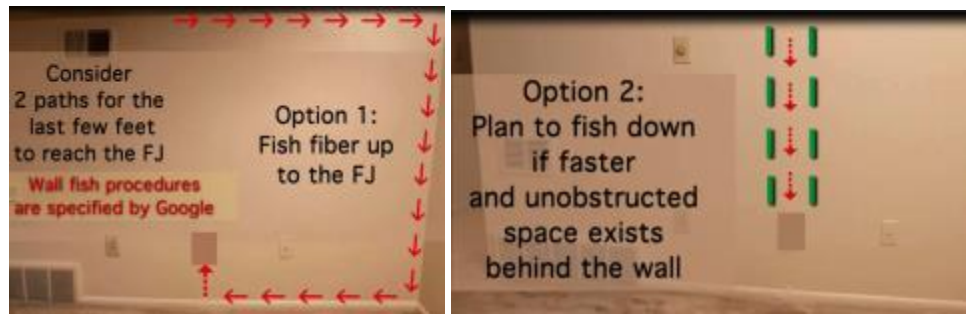 Consider
2 paths for the
last few feet
to reach the FJ
Wall fish procedures
are specified by Google
Option 1:
Fish fiber up
to the FJ
Option 2:
Plan to fish down
if faster
and unobstructed
space exists
behind the wall